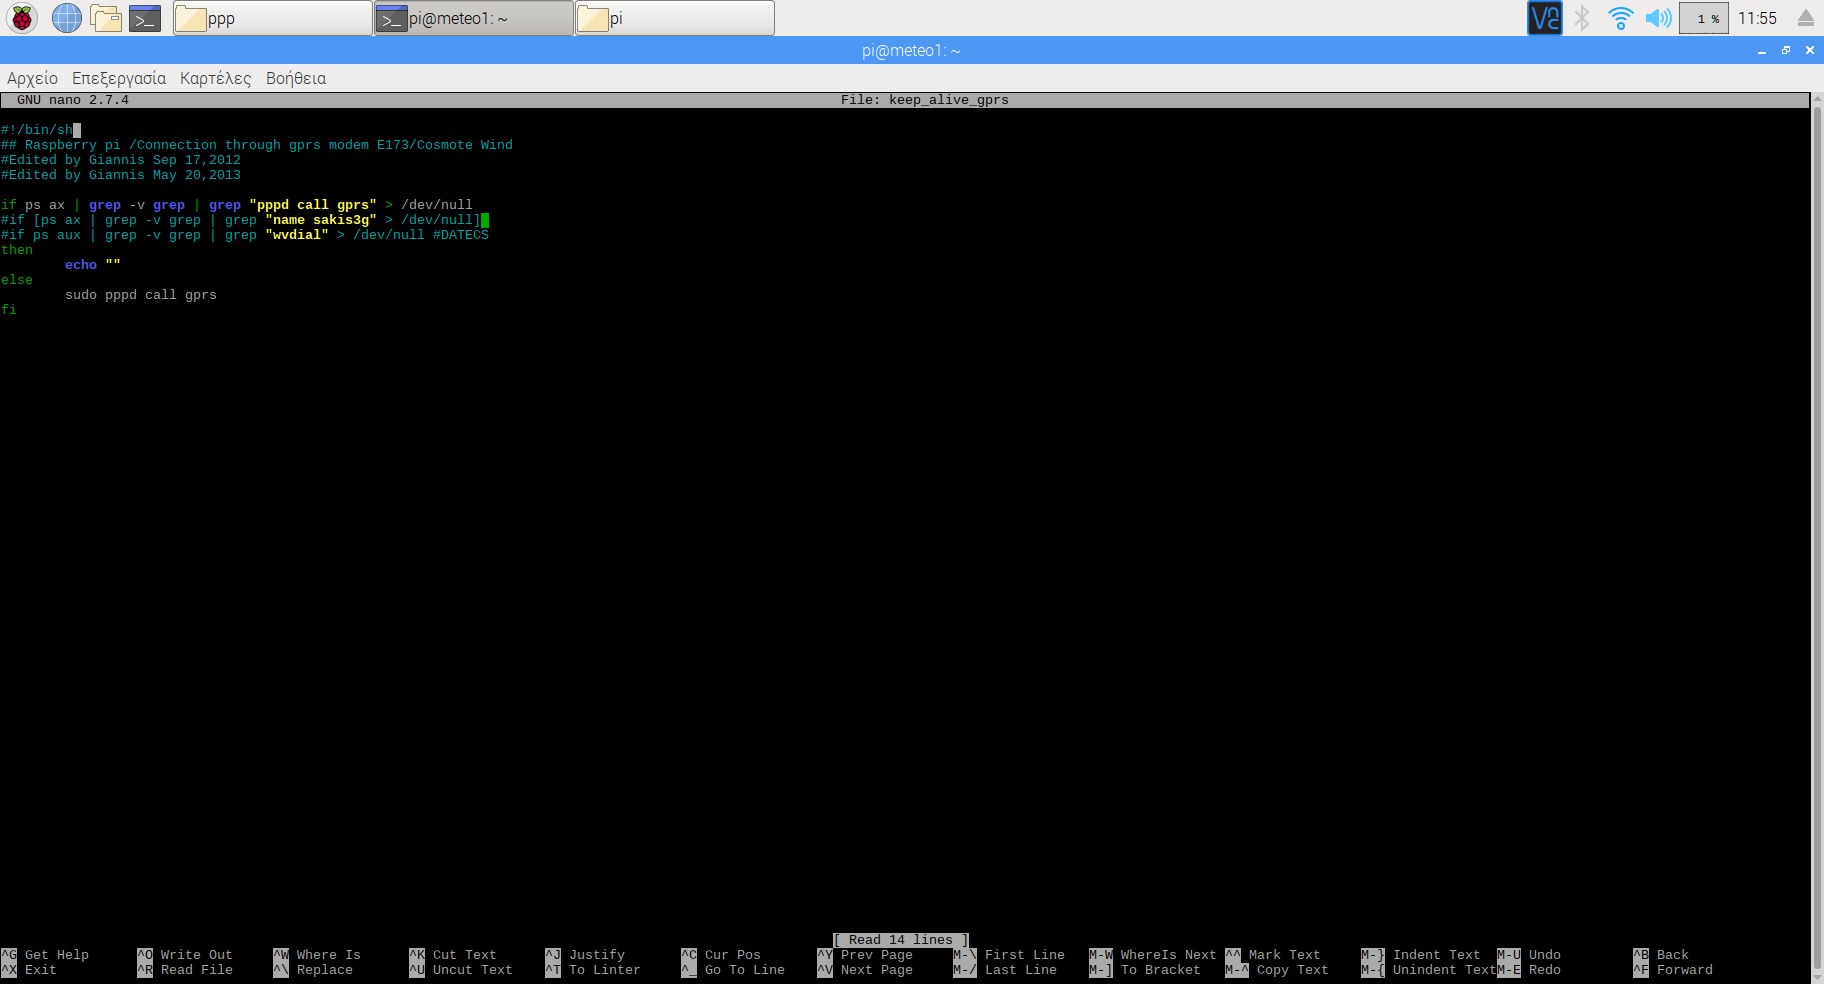 ppp
pi@meteo1: ~
pi
1 %
11:55
pi@meteo1: ~
Αρχείο Επεξεργασία Καρτέλες Βοήθεια
GNU nano 2.7.4 File: keep_alive_gprs
#!/bin/sh
## Raspberry pi /Connection through gprs modem E173/Cosmote Wind
#Edited by Giannis Sep 17,2012
#Edited by Giannis May 20,2013
if ps ax | grep -v grep | grep "pppd call gprs" > /dev/null
#if [ps ax | grep -v grep | grep "name sakis3g" > /dev/null]
#if ps aux | grep -v grep | grep "wvdial" > /dev/null #DATECS
then
echo ""
else
sudo pppd call gprs
fi
[ Read 14 lines ]
^G Get Help ^O Write Out ^W Where Is ^K Cut Text ^J Justify ^C Cur Pos ^Y Prev Page M-\ First Line M-W WhereIs Next ^^ Mark Text M-} Indent Text M-U Undo ^B Back
^X Exit ^R Read File ^\ Replace ^U Uncut Text ^T To Linter ^_ Go To Line ^V Next Page M-/ Last Line M-] To Bracket M-^ Copy Text M-{ Unindent Text M-E Redo ^F Forward